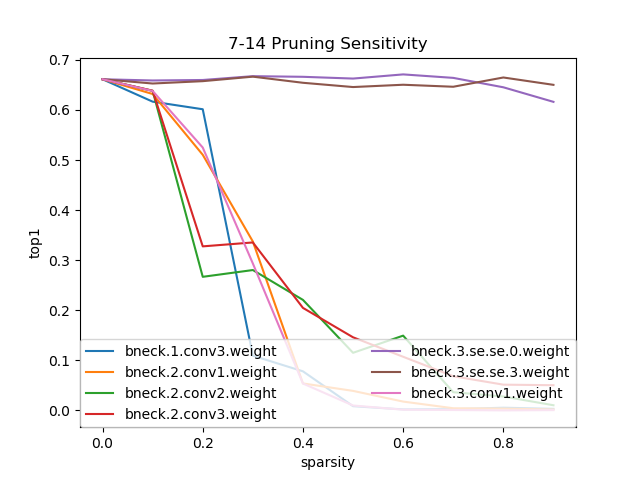 7-14 Pruning Sensitivity
0.7
0.6
0.5
0.4
0.3
0.2
0.1
0.0
top1
bneck.1.conv3.weight
bneck.2.conv1.weight
bneck.2.conv2.weight
bneck.2.conv3.weight
bneck.3.se.se.0.weight
bneck.3.se.se.3.weight
bneck.3.conv1.weight
0.0 0.2 0.4 0.6 0.8
sparsity